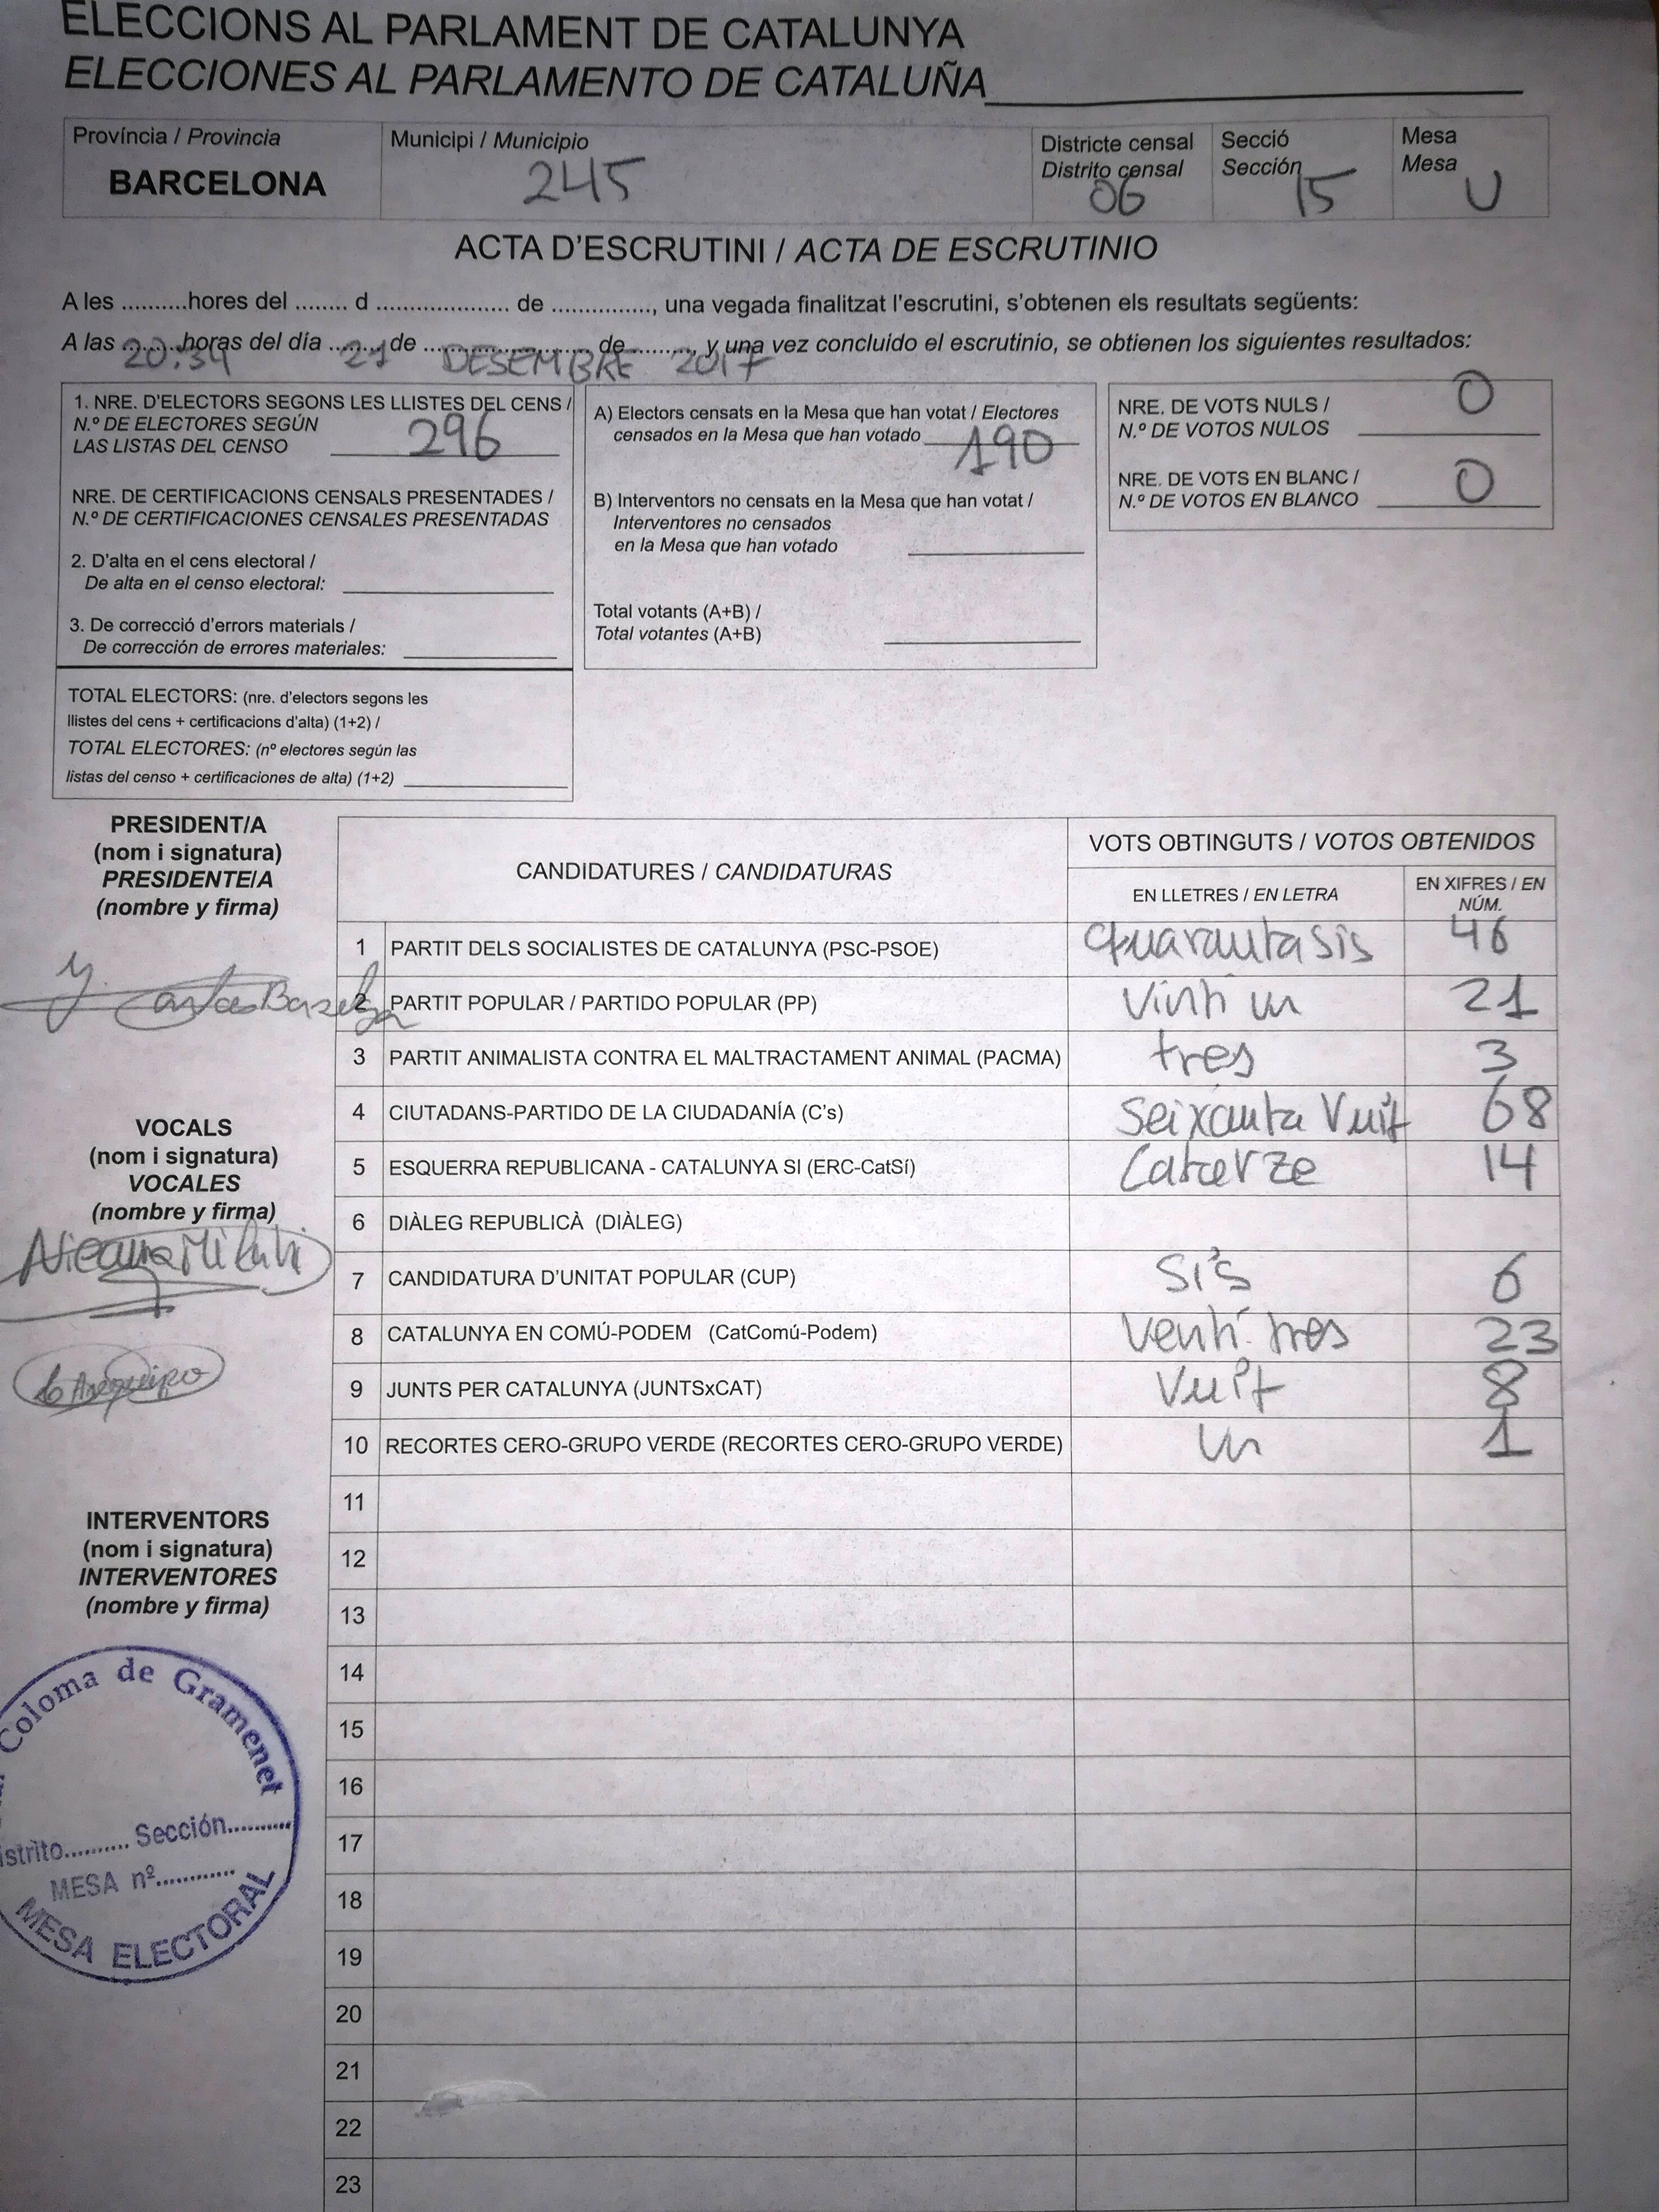 ELECCIONS AL PARLAMENT DE CATALUNYA
ELECCIONES AL PARLAMENTO DE CATALUÑA
Província / Provincia
BARCELONA
Municipi / Municipio
245
Districte censal
Distrito censal
06
Secció
Sección
15
Mesa
Mesa
U
ACTA D'ESCRUTINI / ACTA DE ESCRUTINIO
A les ..........hores del ........ d .................... de ..............., una vegada finalitzat l'escrutini, s'obtenen els resultats següents:
A las ..........horas del día ........ de .......................... de.........., y una vez concluido el escrutinio, se obtienen los siguientes resultados:
20:34 21 DESEMBRE 2017
1. NRE. D'ELECTORS SEGONS LES LLISTES DEL CENS /
N.º DE ELECTORES SEGÚN
LAS LISTAS DEL CENSO 296
NRE. DE CERTIFICACIONS CENSALS PRESENTADES /
N.º DE CERTIFICACIONES CENSALES PRESENTADAS
2. D'alta en el cens electoral /
De alta en el censo electoral:
3. De correcció d'errors materials /
De corrección de errores materiales:
TOTAL ELECTORS: (nre. d'electors segons les
llistes del cens + certificacions d'alta) (1+2) /
TOTAL ELECTORES: (nº electores según las
listas del censo + certificaciones de alta) (1+2)
A) Electors censats en la Mesa que han votat / Electores
censados en la Mesa que han votado 190
B) Interventors no censats en la Mesa que han votat /
Interventores no censados
en la Mesa que han votado
Total votants (A+B) /
Total votantes (A+B)
NRE. DE VOTS NULS /
N.º DE VOTOS NULOS 0
NRE. DE VOTS EN BLANC /
N.º DE VOTOS EN BLANCO 0
PRESIDENT/A
(nom i signatura)
PRESIDENTE/A
(nombre y firma)
VOCALS
(nom i signatura)
VOCALES
(nombre y firma)
INTERVENTORS
(nom i signatura)
INTERVENTORES
(nombre y firma)
Coloma de Gramenet
istrito.......... Sección..........
MESA nº............
MESA ELECTORAL
CANDIDATURES / CANDIDATURAS
VOTS OBTINGUTS / VOTOS OBTENIDOS
EN LLETRES / EN LETRA
EN XIFRES / EN
NÚM.
1 PARTIT DELS SOCIALISTES DE CATALUNYA (PSC-PSOE) quarantasis 46
2 PARTIT POPULAR / PARTIDO POPULAR (PP) Vinti un 21
3 PARTIT ANIMALISTA CONTRA EL MALTRACTAMENT ANIMAL (PACMA) tres 3
4 CIUTADANS-PARTIDO DE LA CIUDADANÍA (C's) Seixanta Vuit 68
5 ESQUERRA REPUBLICANA - CATALUNYA SI (ERC-CatSí) Catorze 14
6 DIÀLEG REPUBLICÀ (DIÀLEG)
7 CANDIDATURA D'UNITAT POPULAR (CUP) Sis 6
8 CATALUNYA EN COMÚ-PODEM (CatComú-Podem) Venti-tres 23
9 JUNTS PER CATALUNYA (JUNTSxCAT) Vuit 8
10 RECORTES CERO-GRUPO VERDE (RECORTES CERO-GRUPO VERDE) Un 1
11
12
13
14
15
16
17
18
19
20
21
22
23